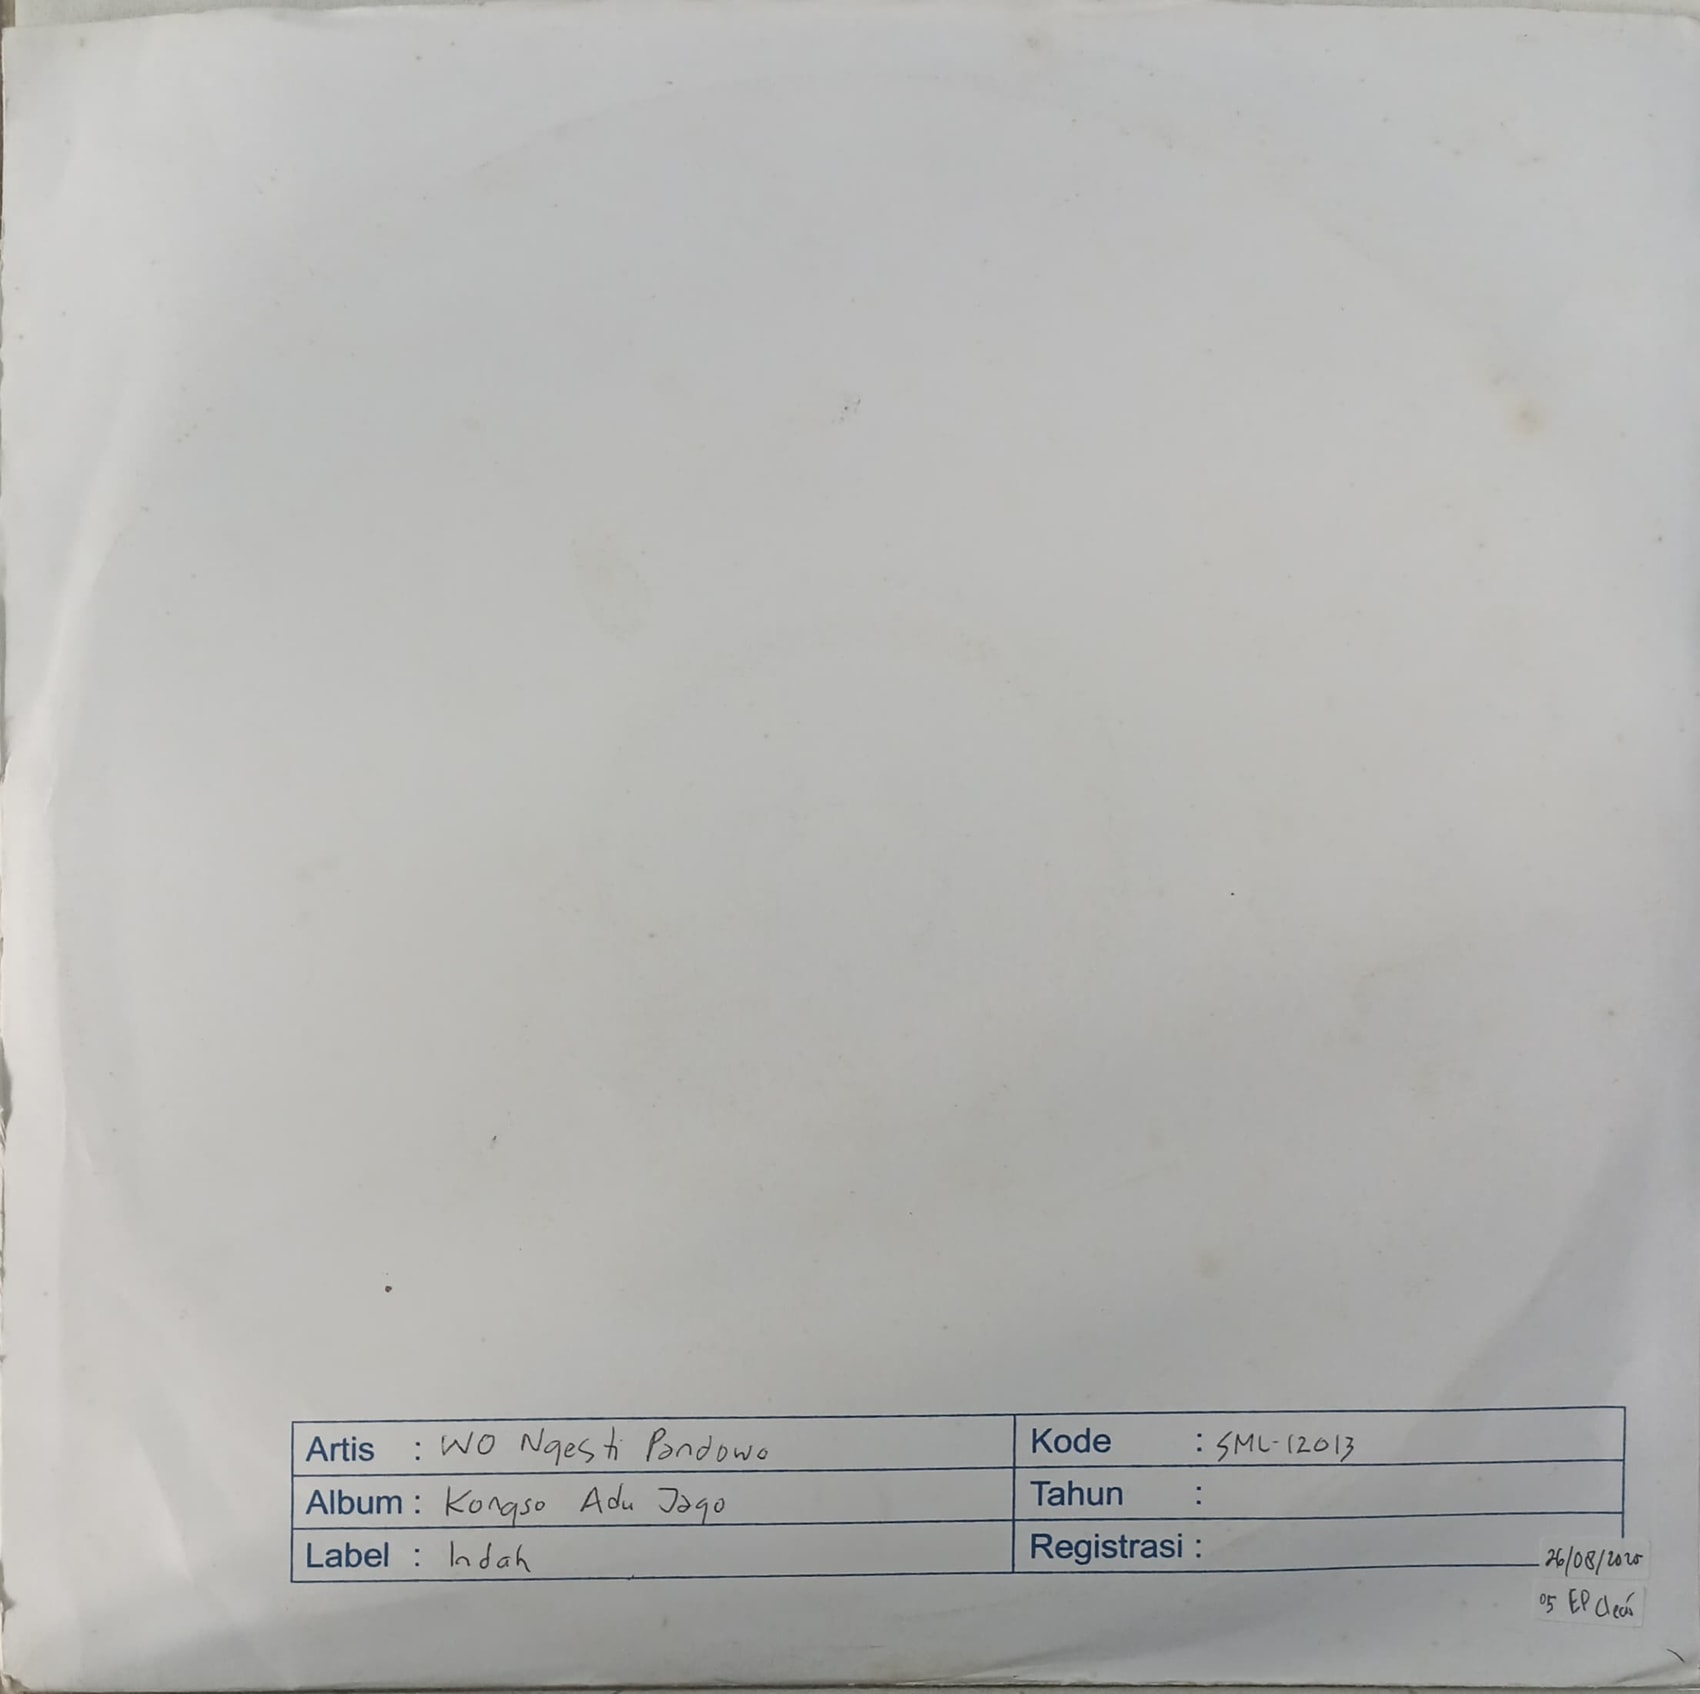 Artis : WO Ngesti Pandowo
Album : Kongso Adu Jago
Label : Indah
Kode : SML-12013
Tahun :
Registrasi :
26/08/2020
05 EP